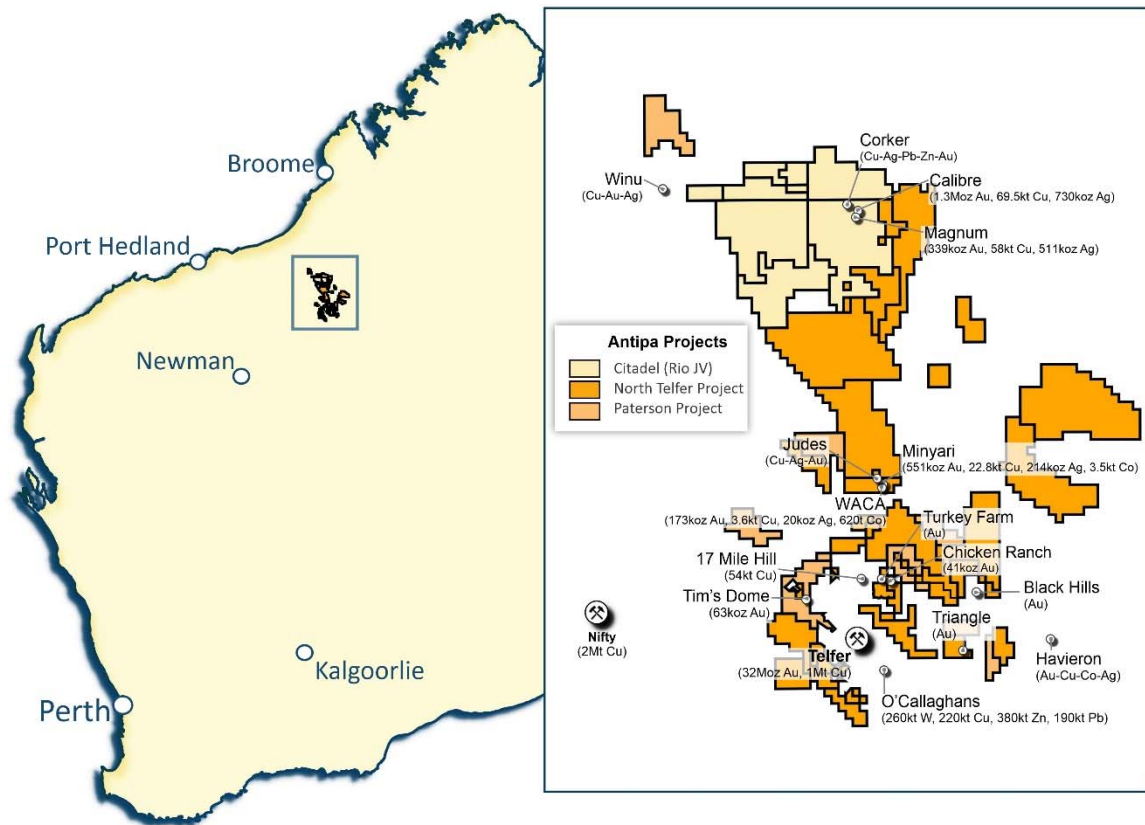 Broome
Port Hedland
Newman
Kalgoorlie
Perth
Corker
(Cu-Ag-Pb-Zn-Au)
Winu
(Cu-Au-Ag)
Calibre
(1.3Moz Au, 69.5kt Cu, 730koz Ag)
Magnum
(339koz Au, 58kt Cu, 511koz Ag)
Antipa Projects
Citadel (Rio JV)
North Telfer Project
Paterson Project
Judes
(Cu-Ag-Au)
Minyari
(551koz Au, 22.8kt Cu, 214koz Ag, 3.5kt Co)
WACA
(173koz Au, 3.6kt Cu, 20koz Ag, 620t Co)
Turkey Farm
(Au)
17 Mile Hill
(54kt Cu)
Chicken Ranch
(41koz Au)
Tim's Dome
(63koz Au)
Black Hills
(Au)
Nifty
(2Mt Cu)
Triangle
(Au)
Telfer
(32Moz Au, 1Mt Cu)
Havieron
(Au-Cu-Co-Ag)
O'Callaghans
(260kt W, 220kt Cu, 380kt Zn, 190kt Pb)